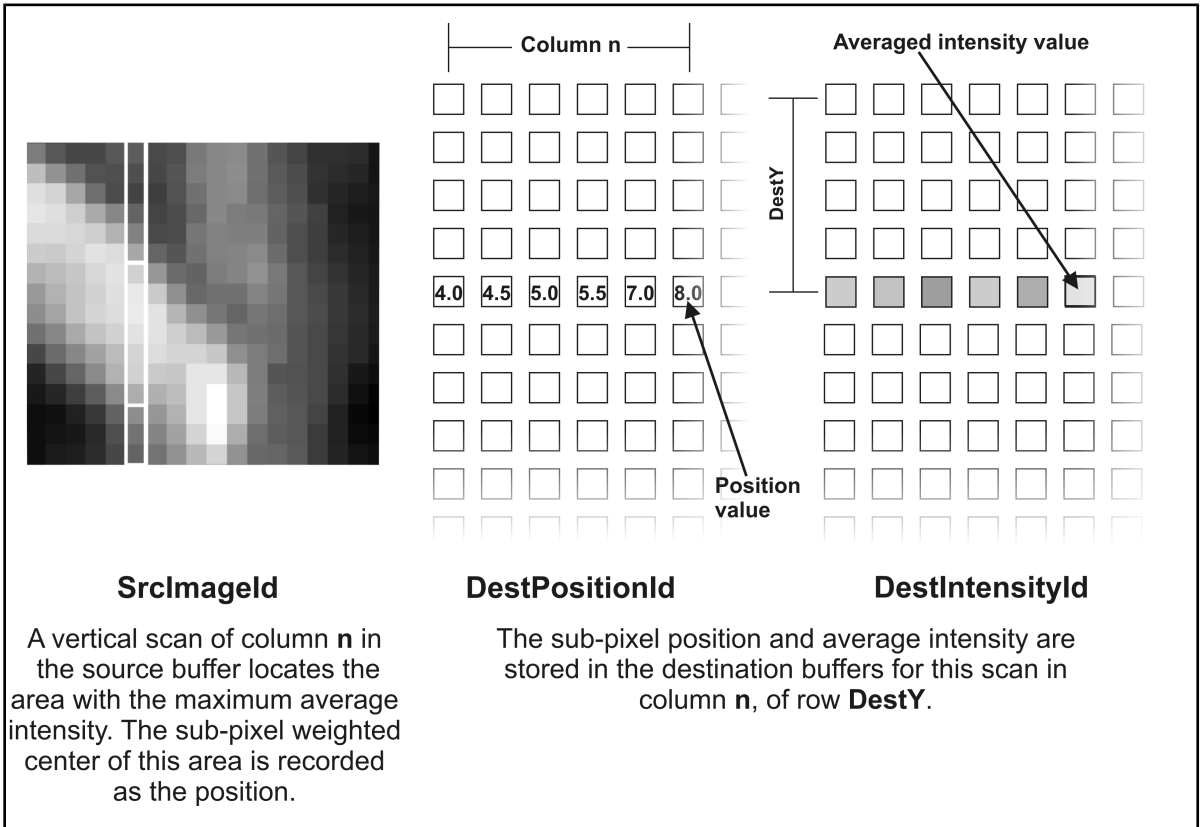 Column n
Averaged intensity value
DestY
4.0 4.5 5.0 5.5 7.0 8.0
Position
value
SrcImageId
A vertical scan of column n in
the source buffer locates the
area with the maximum average
intensity. The sub-pixel weighted
center of this area is recorded
as the position.
DestPositionId
DestIntensityId
The sub-pixel position and average intensity are
stored in the destination buffers for this scan in
column n, of row DestY.